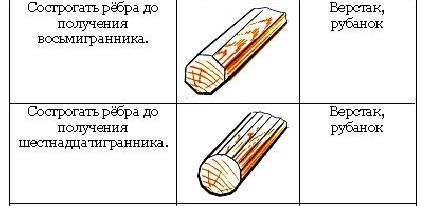 Сострогать рёбра до
получения
восьмигранника.
Верстак,
рубанок
Сострогать рёбра до
получения
шестнадцатигранника.
Верстак,
рубанок